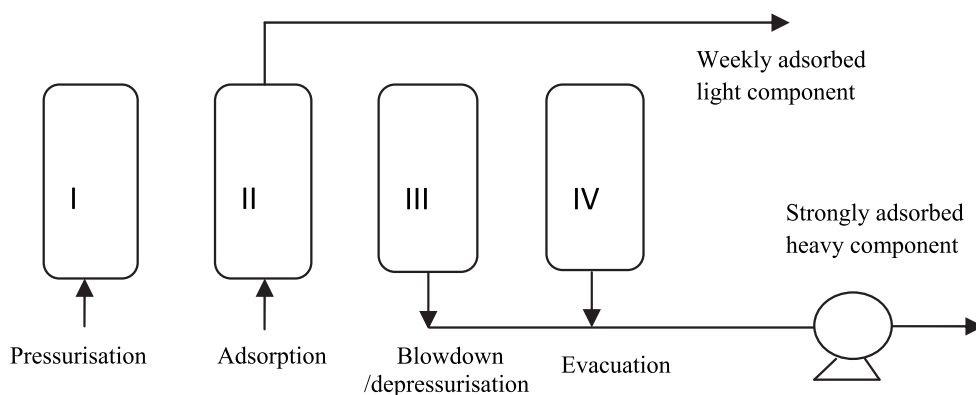 Weekly adsorbed
light component
I
II
III
IV
Strongly adsorbed
heavy component
Pressurisation
Adsorption
Blowdown
/depressurisation
Evacuation